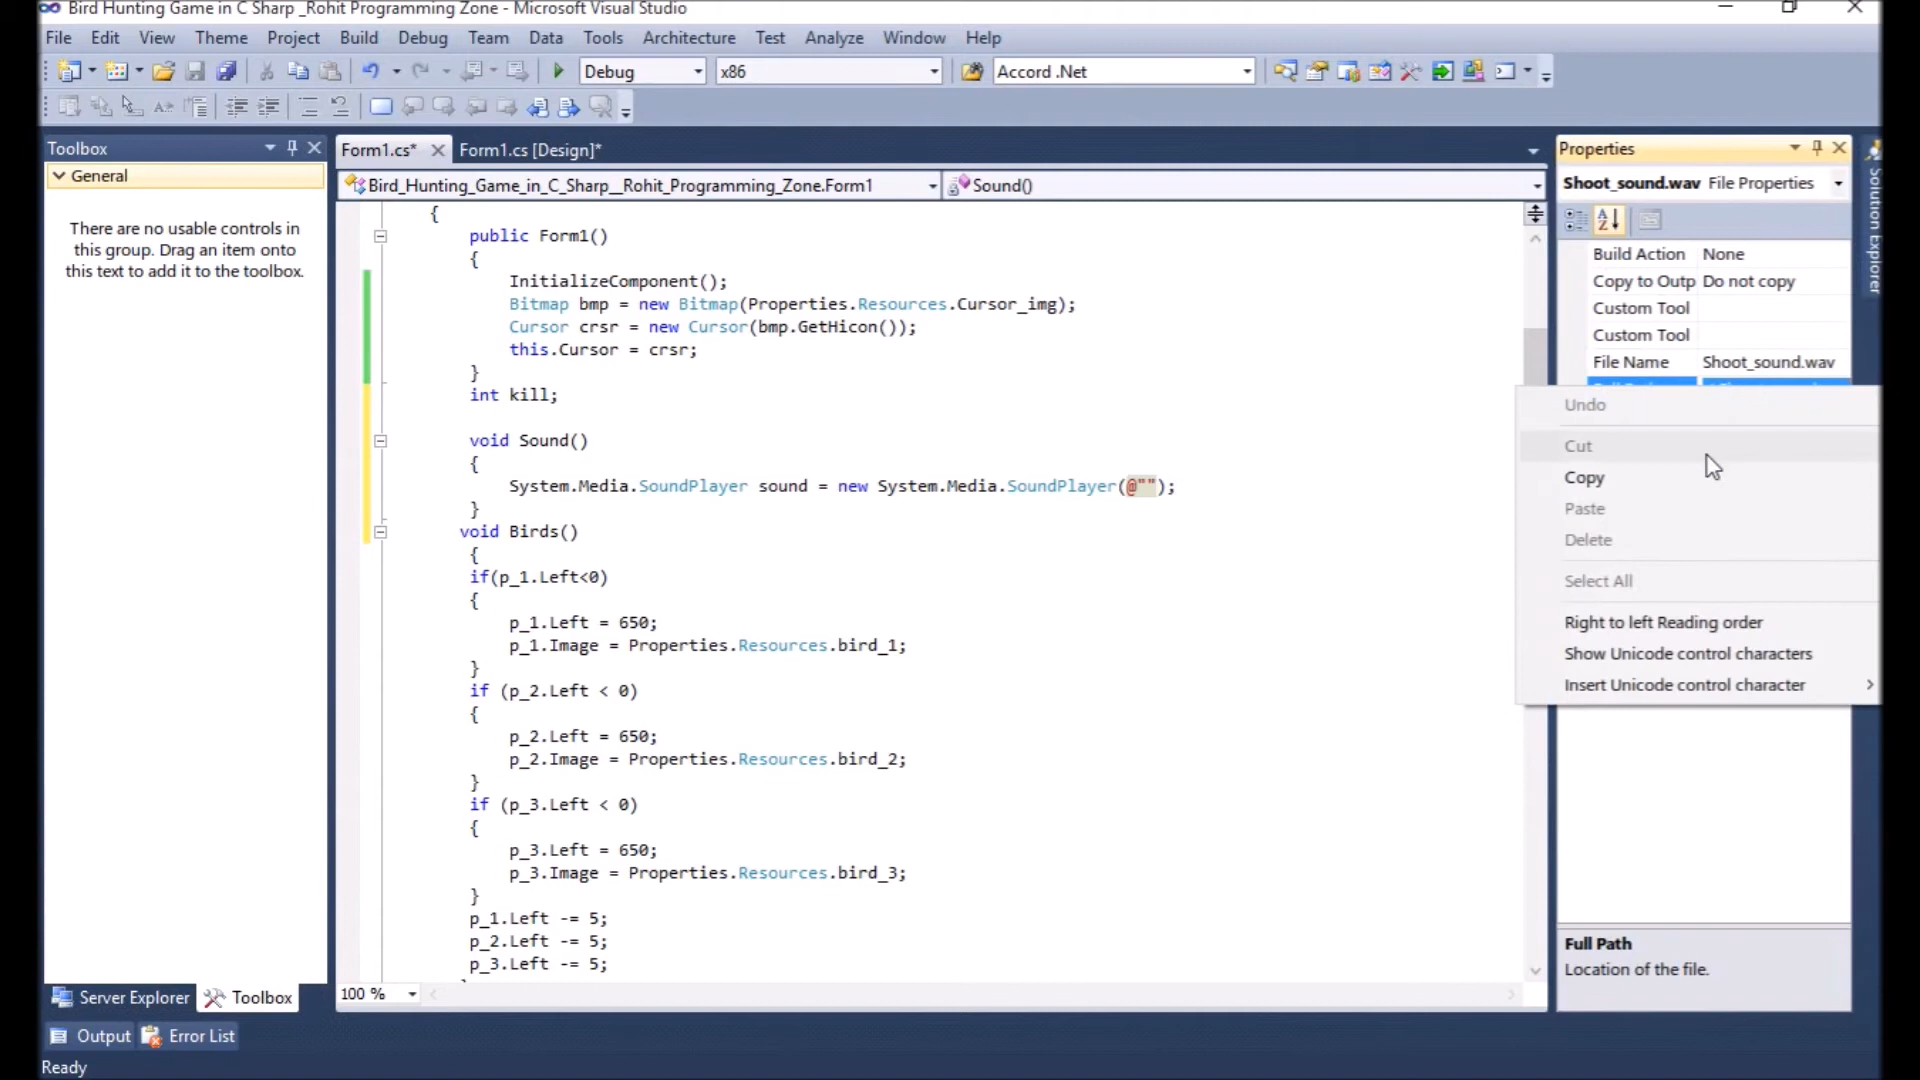 Bird Hunting Game in C Sharp _Rohit Programming Zone - Microsoft Visual Studio
File Edit View Theme Project Build Debug Team Data Tools Architecture Test Analyze Window Help
Debug x86 Accord .Net
Toolbox
General
There are no usable controls in
this group. Drag an item onto
this text to add it to the toolbox.
Server Explorer Toolbox
Form1.cs* Form1.cs [Design]*
Bird_Hunting_Game_in_C_Sharp__Rohit_Programming_Zone.Form1 Sound()
{
public Form1()
{
InitializeComponent();
Bitmap bmp = new Bitmap(Properties.Resources.Cursor_img);
Cursor crsr = new Cursor(bmp.GetHicon());
this.Cursor = crsr;
}
int kill;
void Sound()
{
System.Media.SoundPlayer sound = new System.Media.SoundPlayer(@"");
}
void Birds()
{
if(p_1.Left<0)
{
p_1.Left = 650;
p_1.Image = Properties.Resources.bird_1;
}
if (p_2.Left < 0)
{
p_2.Left = 650;
p_2.Image = Properties.Resources.bird_2;
}
if (p_3.Left < 0)
{
p_3.Left = 650;
p_3.Image = Properties.Resources.bird_3;
}
p_1.Left -= 5;
p_2.Left -= 5;
p_3.Left -= 5;
100 %
Properties
Shoot_sound.wav File Properties
Build Action None
Copy to Outp Do not copy
Custom Tool
Custom Tool
File Name Shoot_sound.wav
Undo
Cut
Copy
Paste
Delete
Select All
Right to left Reading order
Show Unicode control characters
Insert Unicode control character
Full Path
Location of the file.
Solution Explorer
Output Error List
Ready